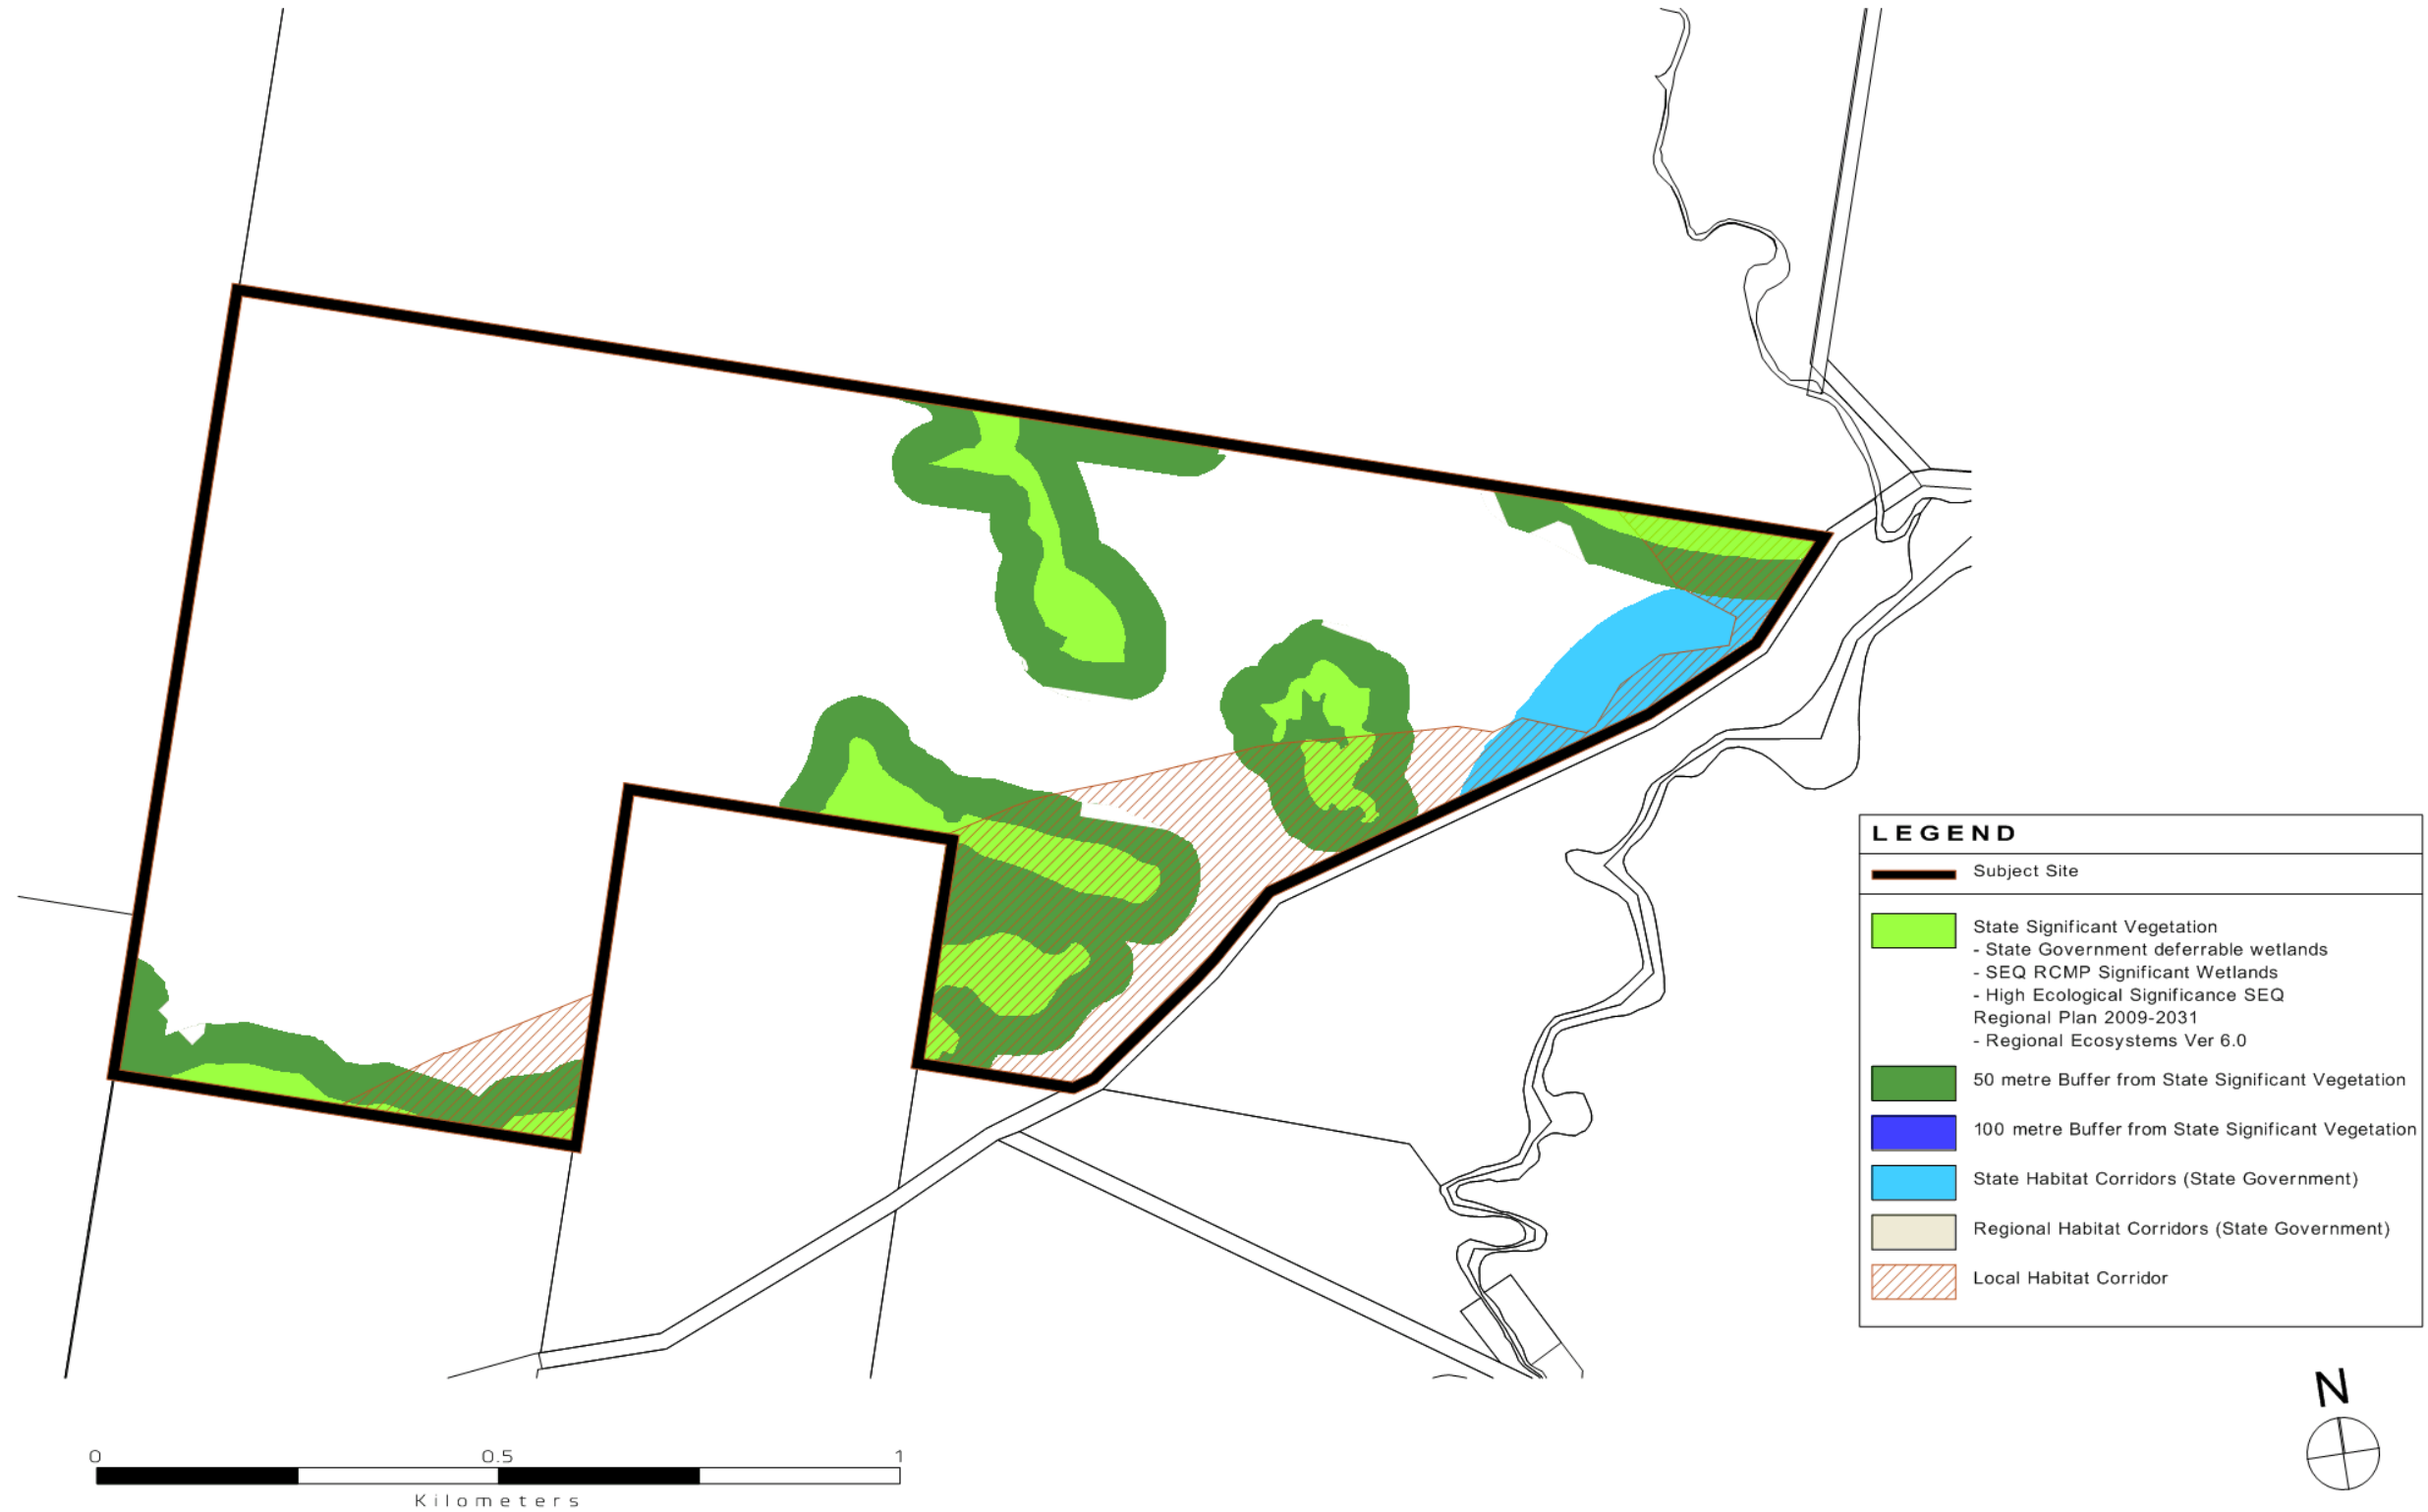 LEGEND
Subject Site
State Significant Vegetation
- State Government deferrable wetlands
- SEQ RCMP Significant Wetlands
- High Ecological Significance SEQ
Regional Plan 2009-2031
- Regional Ecosystems Ver 6.0
50 metre Buffer from State Significant Vegetation
100 metre Buffer from State Significant Vegetation
State Habitat Corridors (State Government)
Regional Habitat Corridors (State Government)
Local Habitat Corridor
N
0 0.5 1
Kilometers